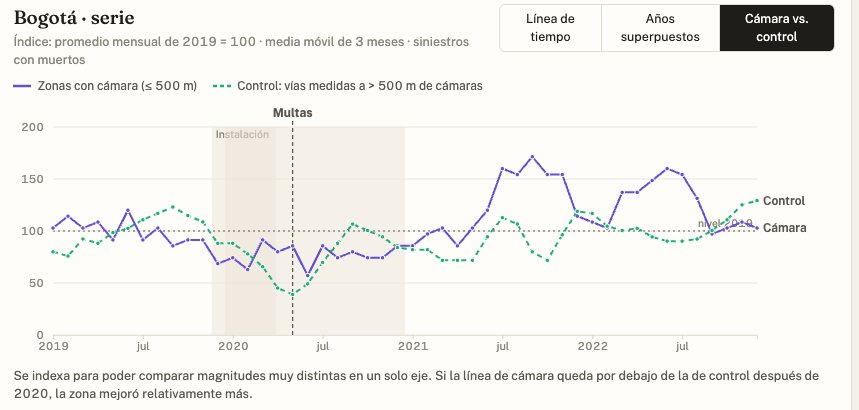 Bogotá · serie
Índice: promedio mensual de 2019 = 100 · media móvil de 3 meses · siniestros
con muertos
Línea de
tiempo
Años
superpuestos
Cámara vs.
control
Zonas con cámara (≤ 500 m)
Control: vías medidas a > 500 m de cámaras
Multas
Instalación
200
150
100
50
0
nivel 2019
Control
Cámara
2019
jul
2020
jul
2021
jul
2022
jul
Se indexa para poder comparar magnitudes muy distintas en un solo eje. Si la línea de cámara queda por debajo de la de control después de
2020, la zona mejoró relativamente más.